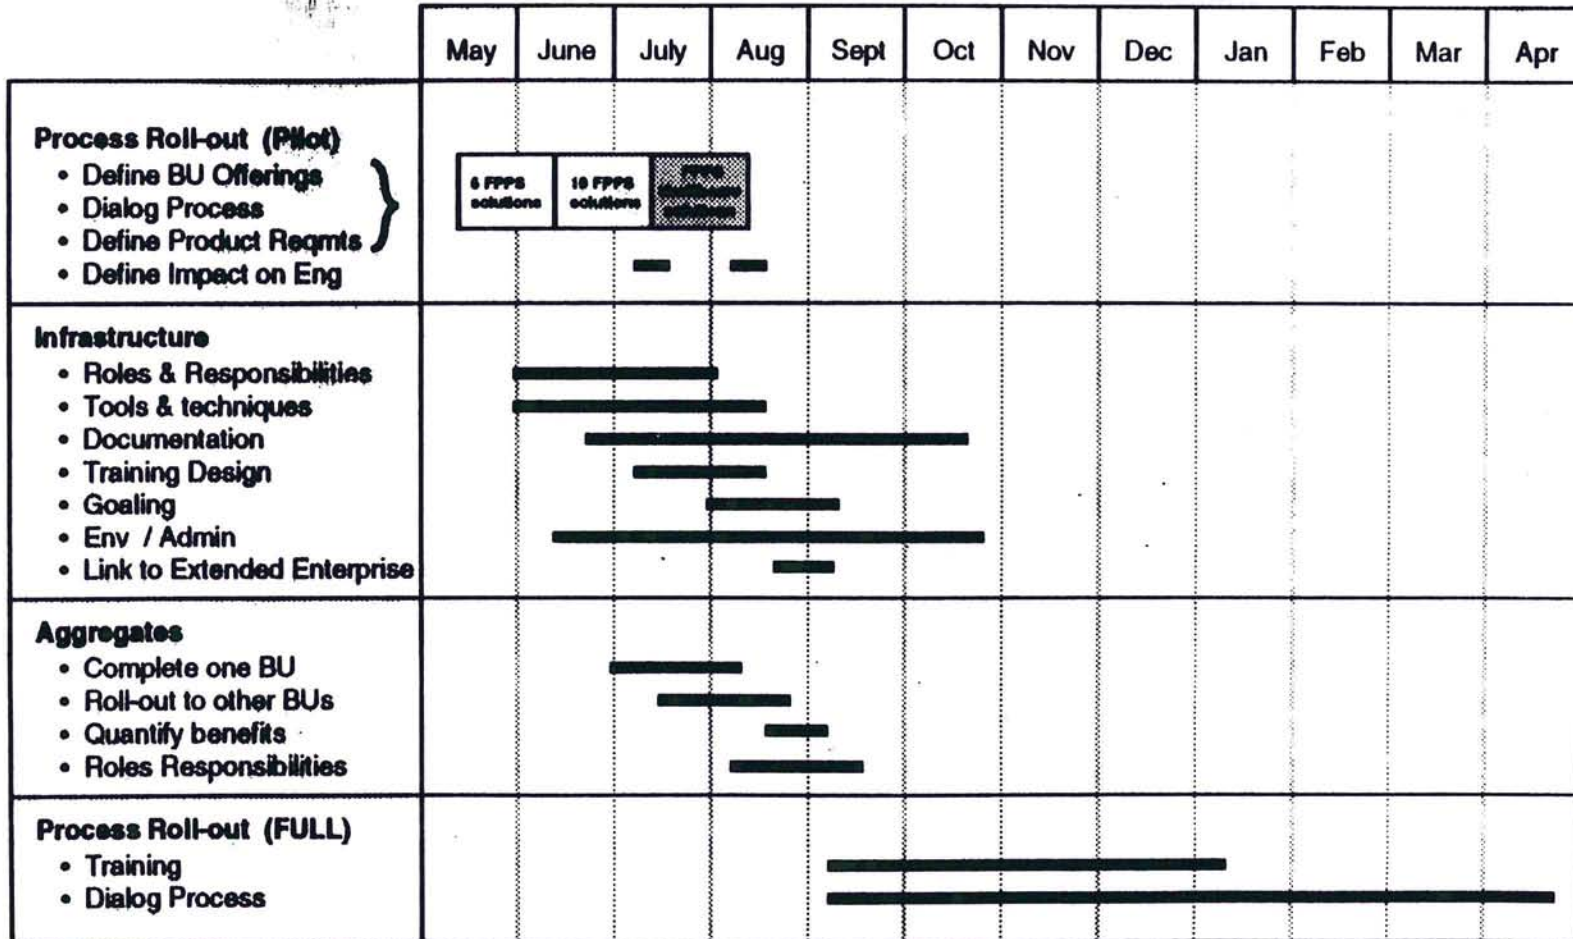 May June July Aug Sept Oct Nov Dec Jan Feb Mar Apr
Process Roll-out (Pilot)
• Define BU Offerings
• Dialog Process
• Define Product Reqmts
• Define Impact on Eng
6 FPPS
solutions
10 FPPS
solutions
FPPS
solutions
Infrastructure
• Roles & Responsibilities
• Tools & techniques
• Documentation
• Training Design
• Goaling
• Env / Admin
• Link to Extended Enterprise
Aggregates
• Complete one BU
• Roll-out to other BUs
• Quantify benefits
• Roles Responsibilities
Process Roll-out (FULL)
• Training
• Dialog Process